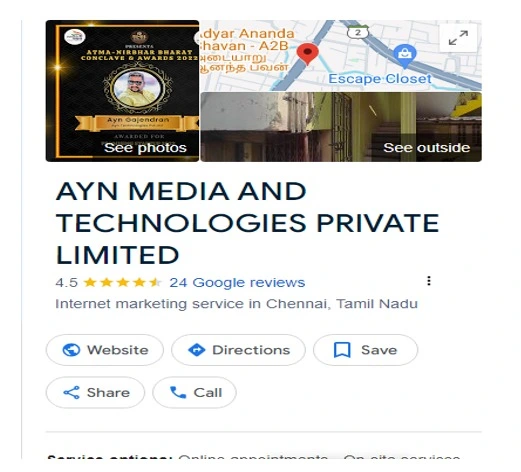 PRESENTS
ATMA-NIRBHAR BHARAT
CONCLAVE & AWARDS 2022
Ayn Gajendran
AWARDED FOR
See photos
dyar Ananda
havan - A2B
அடையாறு
ஆனந்த பவன்
2
Escape Closet
See outside
AYN MEDIA AND
TECHNOLOGIES PRIVATE
LIMITED
4.5 24 Google reviews
Internet marketing service in Chennai, Tamil Nadu
Website Directions Save
Share Call
Service options: Online appointments · On-site services